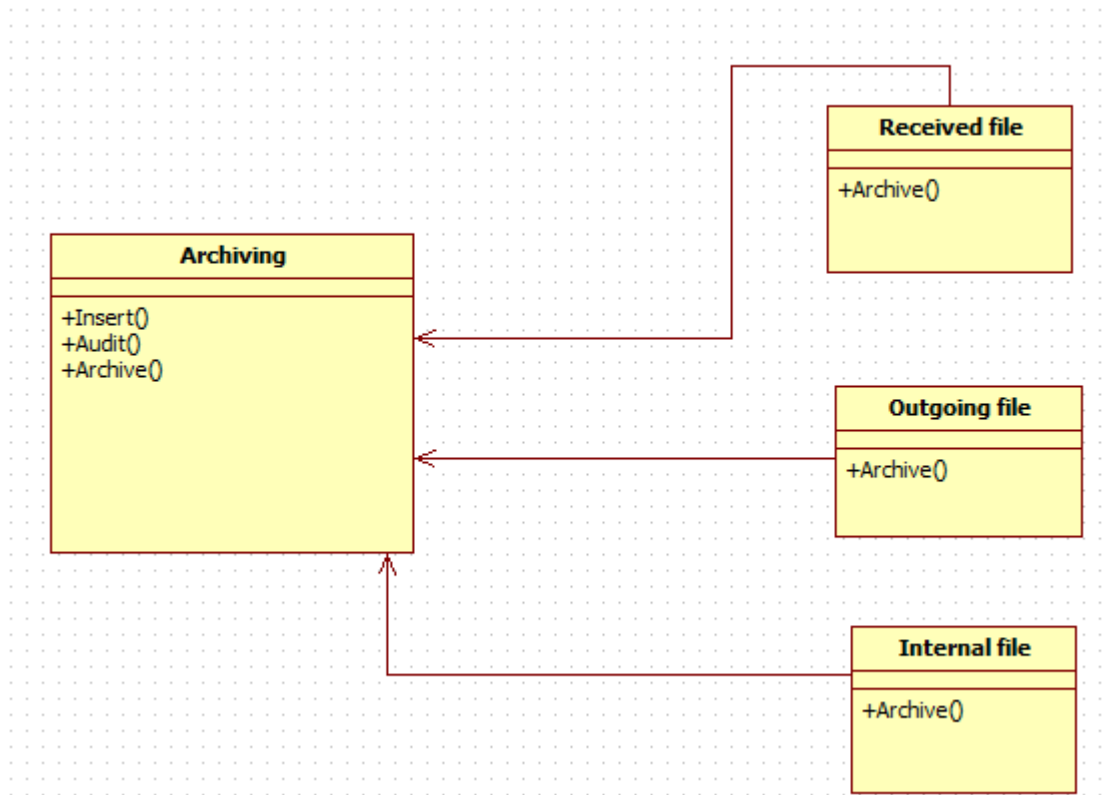 Received file
+Archive()
Archiving
+Insert()
+Audit()
+Archive()
Outgoing file
+Archive()
Internal file
+Archive()